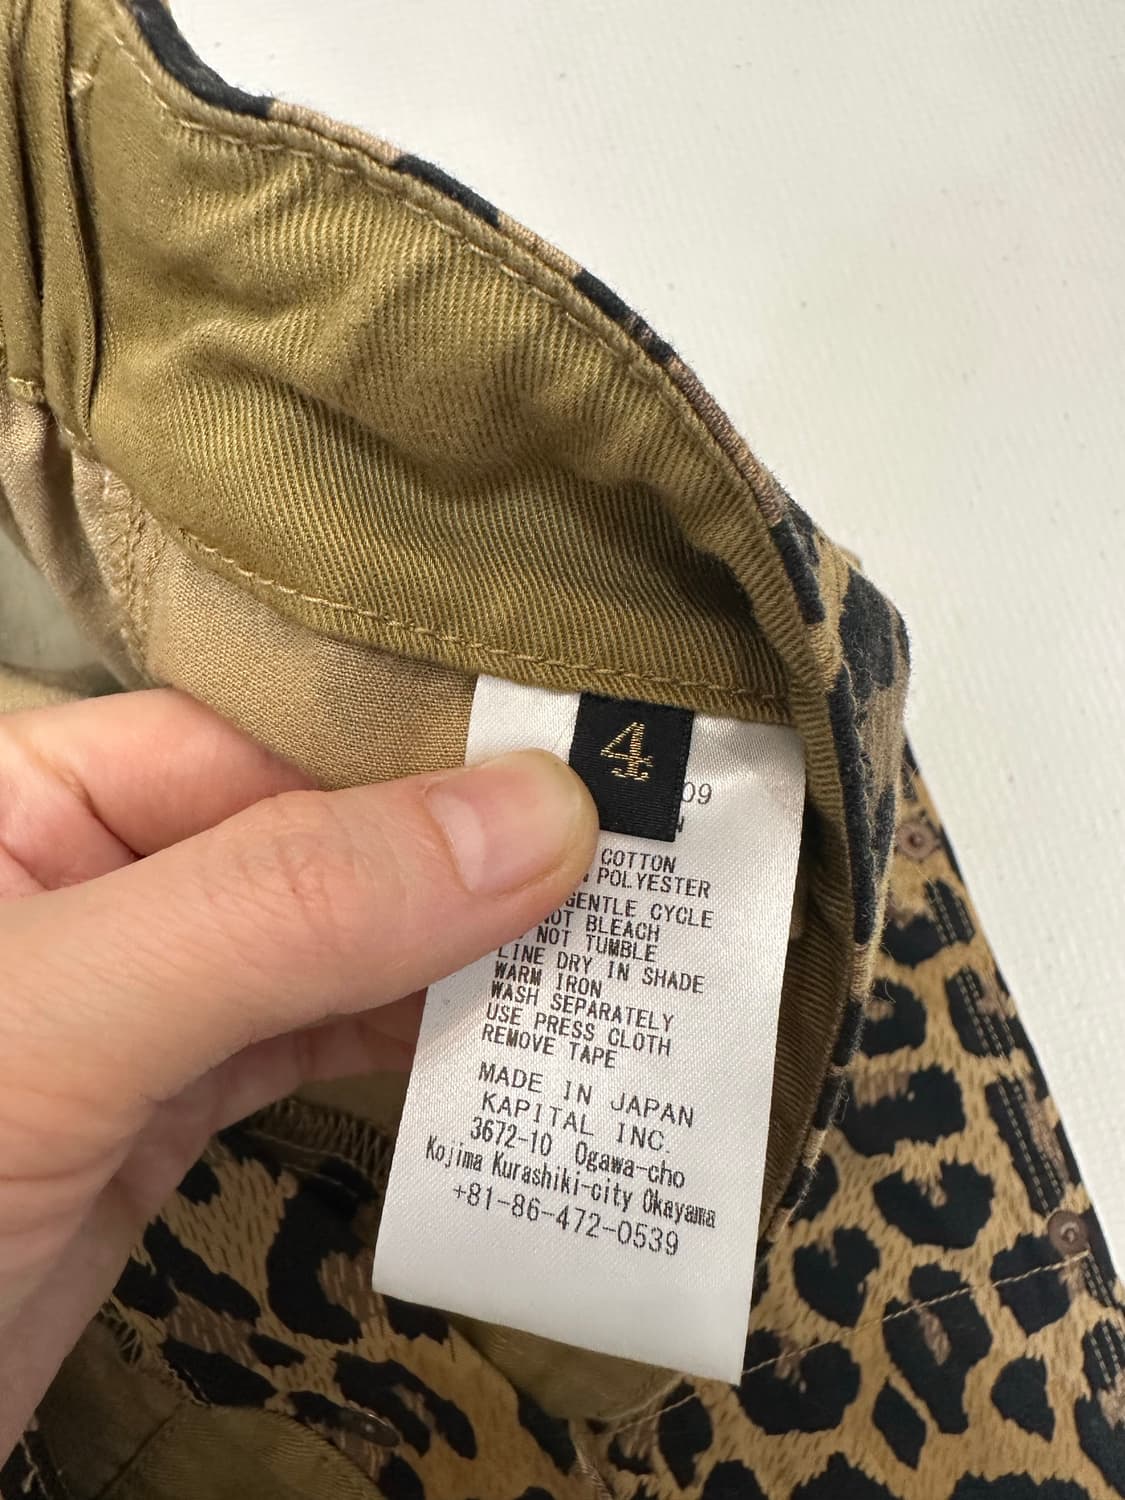 4
09
COTTON
POLYESTER
GENTLE CYCLE
NOT BLEACH
NOT TUMBLE
LINE DRY IN SHADE
WARM IRON
WASH SEPARATELY
USE PRESS CLOTH
REMOVE TAPE
MADE IN JAPAN
KAPITAL INC.
3672-10 Ogawa-cho
Kojima Kurashiki-city Okayama
+81-86-472-0539